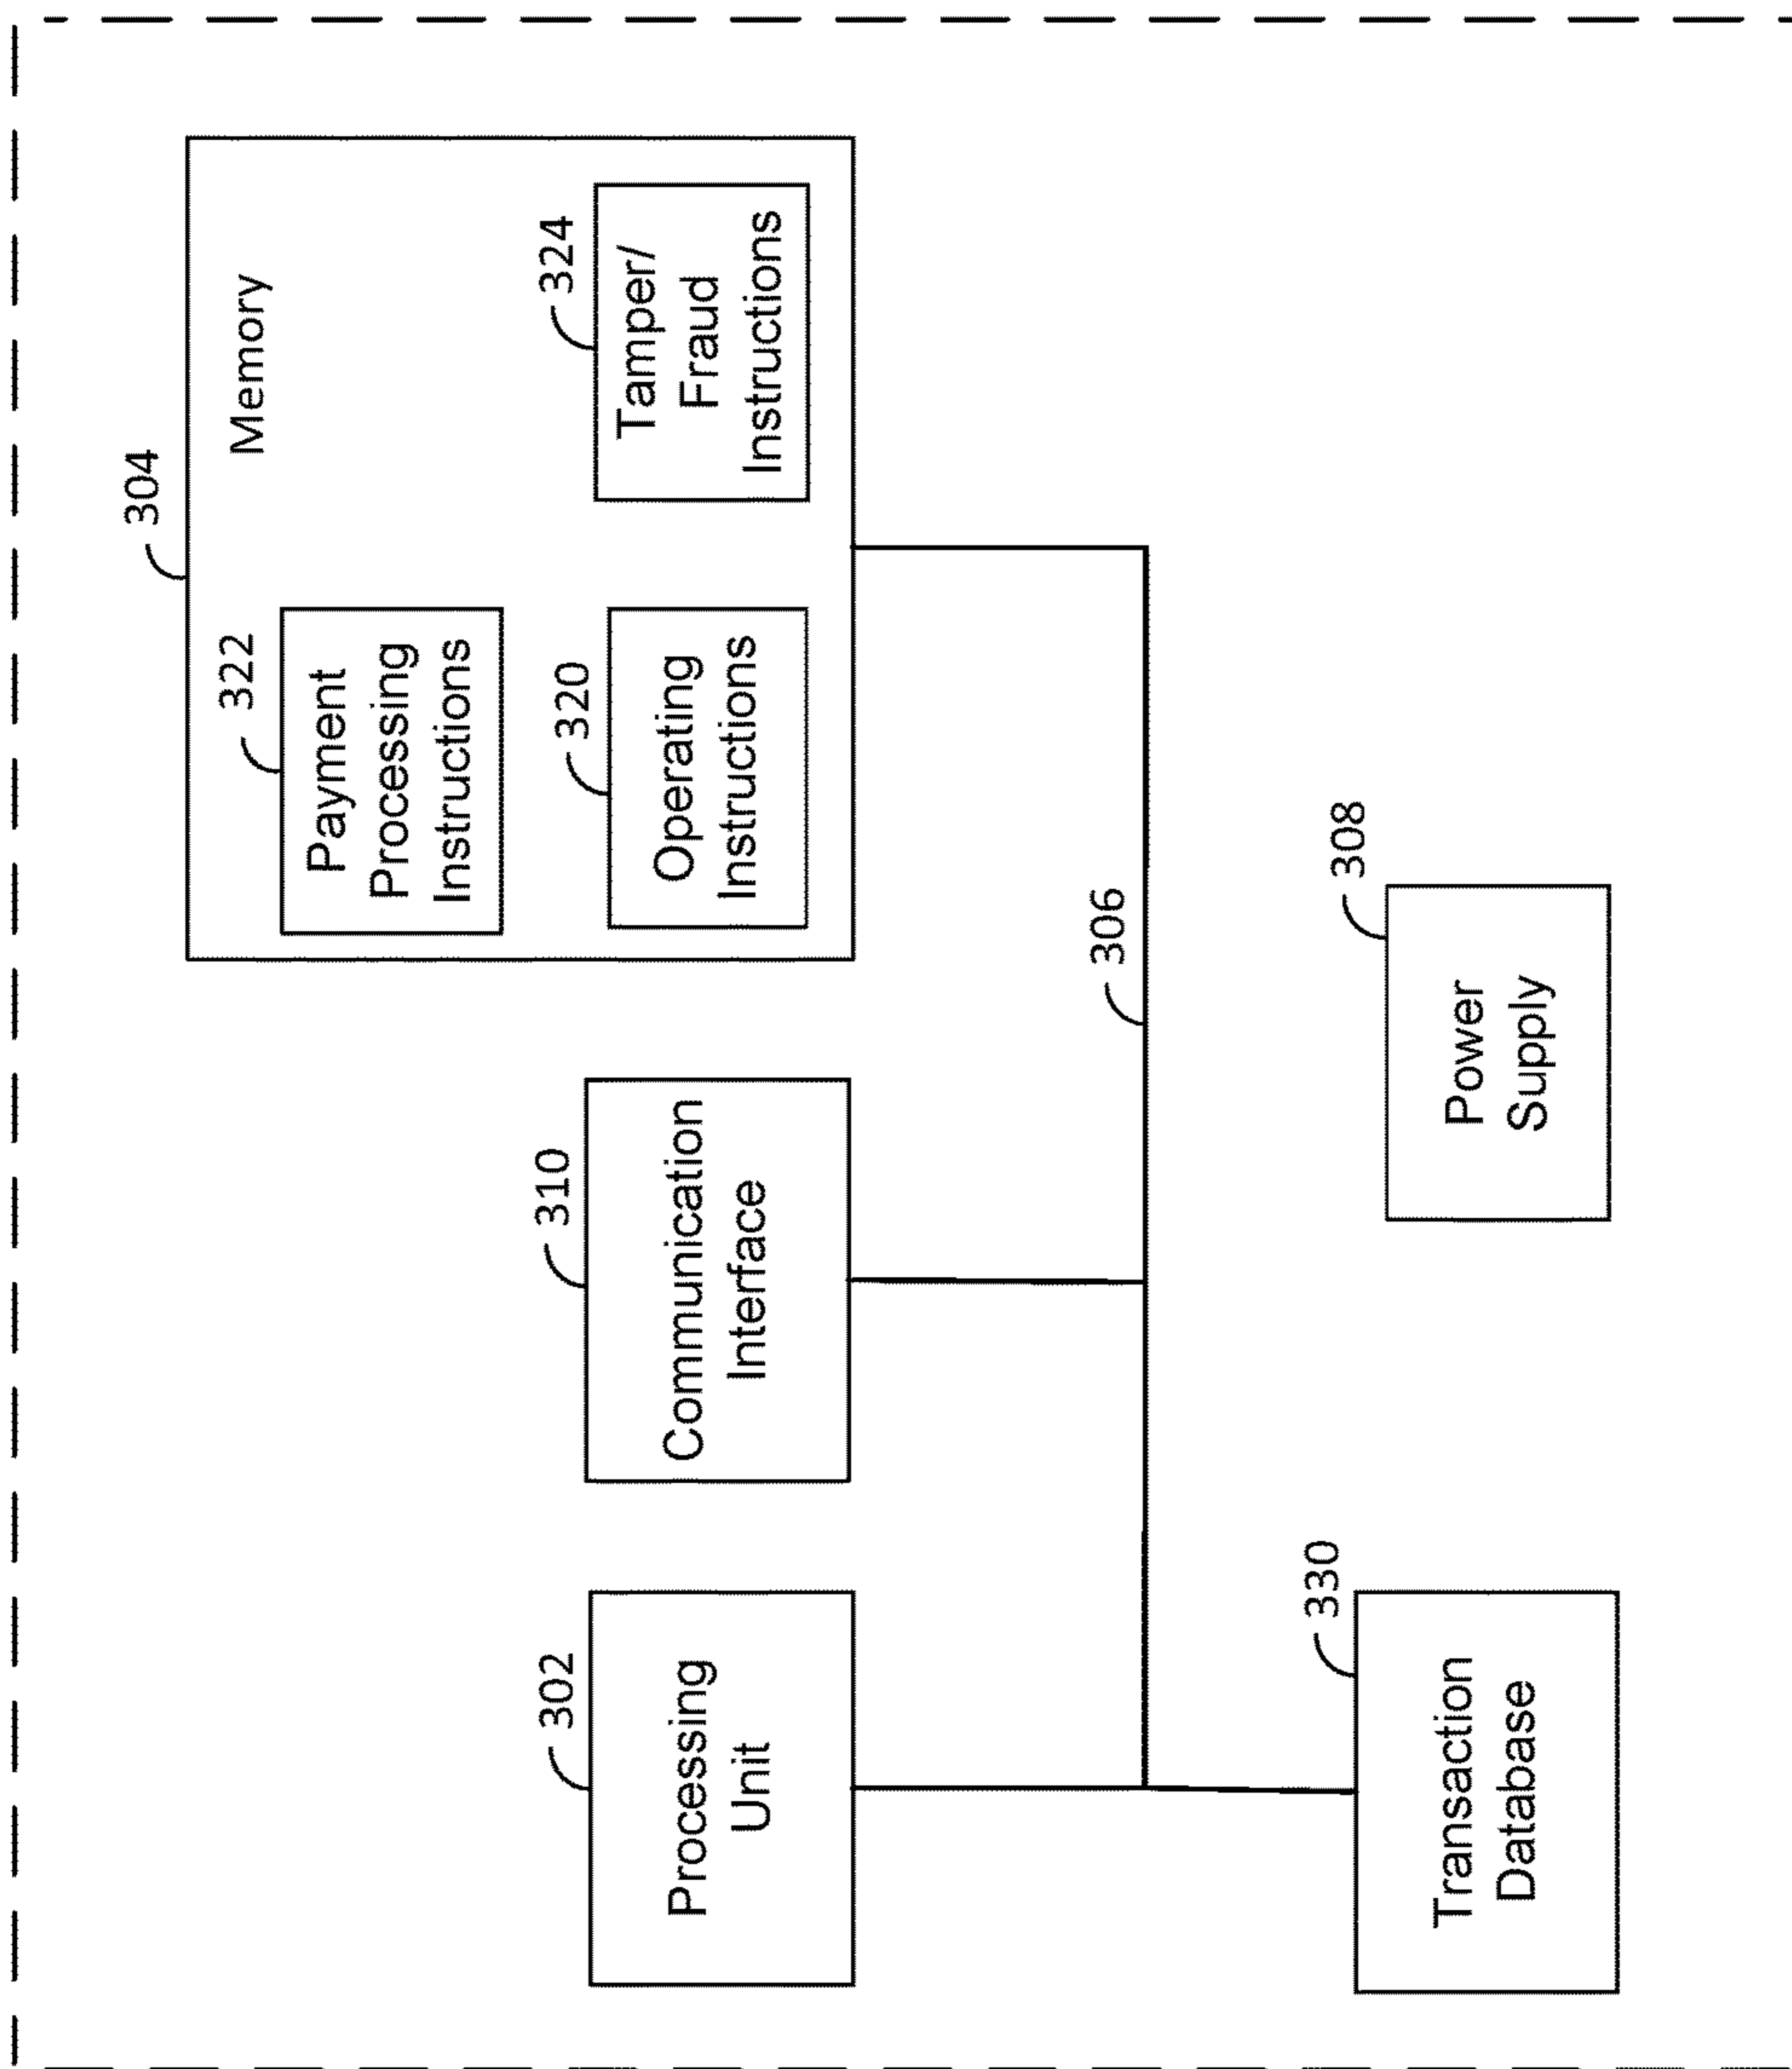 304
Memory
322
Payment
Processing
Instructions
324
Tamper/
Fraud
Instructions
320
Operating
Instructions
302
Processing
Unit
310
Communication
Interface
306
330
Transaction
Database
308
Power
Supply